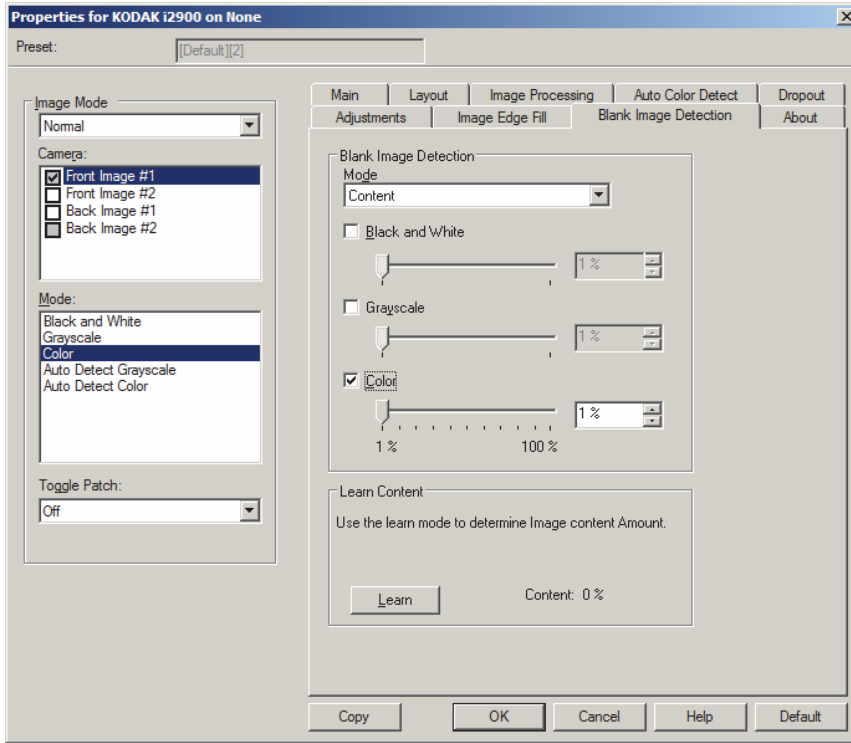 Properties for KODAK i2900 on None
Preset:
[Default][2]
Image Mode
Normal
Camera:
Front Image #1
Front Image #2
Back Image #1
Back Image #2
Mode:
Black and White
Grayscale
Color
Auto Detect Grayscale
Auto Detect Color
Toggle Patch:
Off
Main Layout Image Processing Auto Color Detect Dropout
Adjustments Image Edge Fill Blank Image Detection About
Blank Image Detection
Mode
Content
Black and White
1 %
Grayscale
1 %
Color
1 %
1 % 100 %
Learn Content
Use the learn mode to determine Image content Amount.
Learn Content: 0 %
Copy OK Cancel Help Default